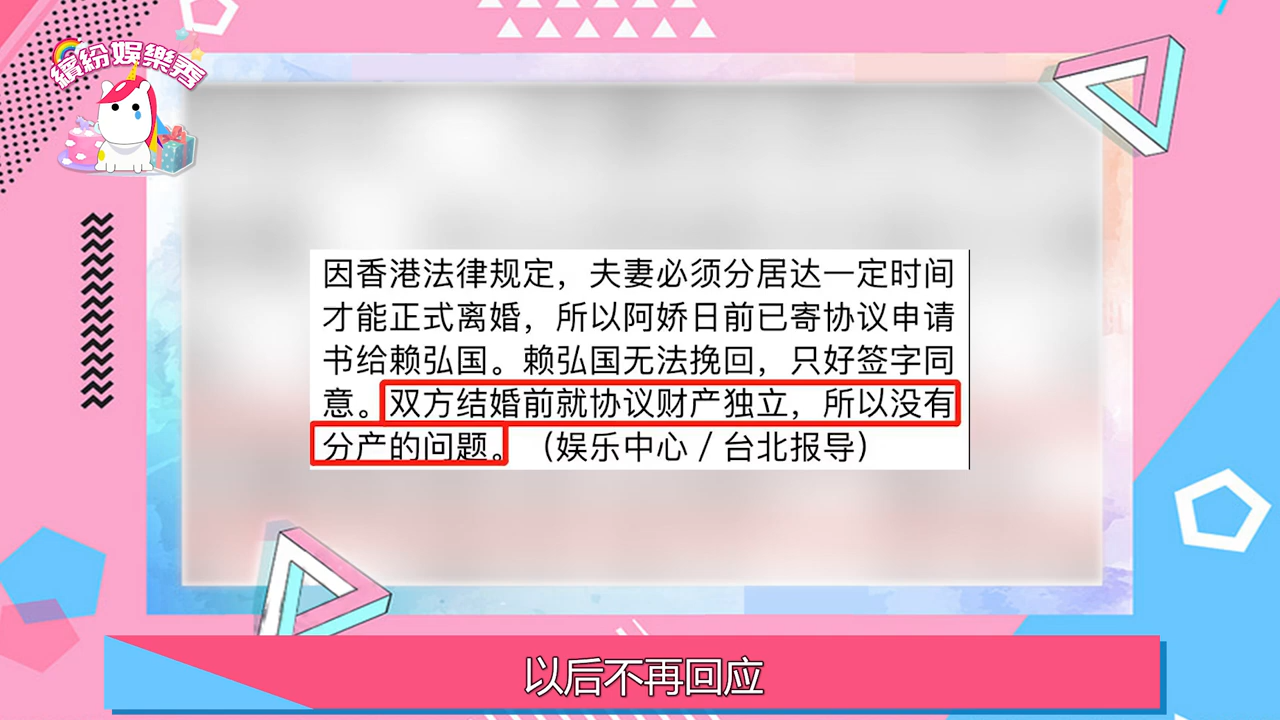 繽紛娛樂秀
因香港法律规定，夫妻必须分居达一定时间
才能正式离婚，所以阿娇日前已寄协议申请
书给赖弘国。赖弘国无法挽回，只好签字同
意。双方结婚前就协议财产独立，所以没有
分产的问题。（娱乐中心／台北报导）
以后不再回应